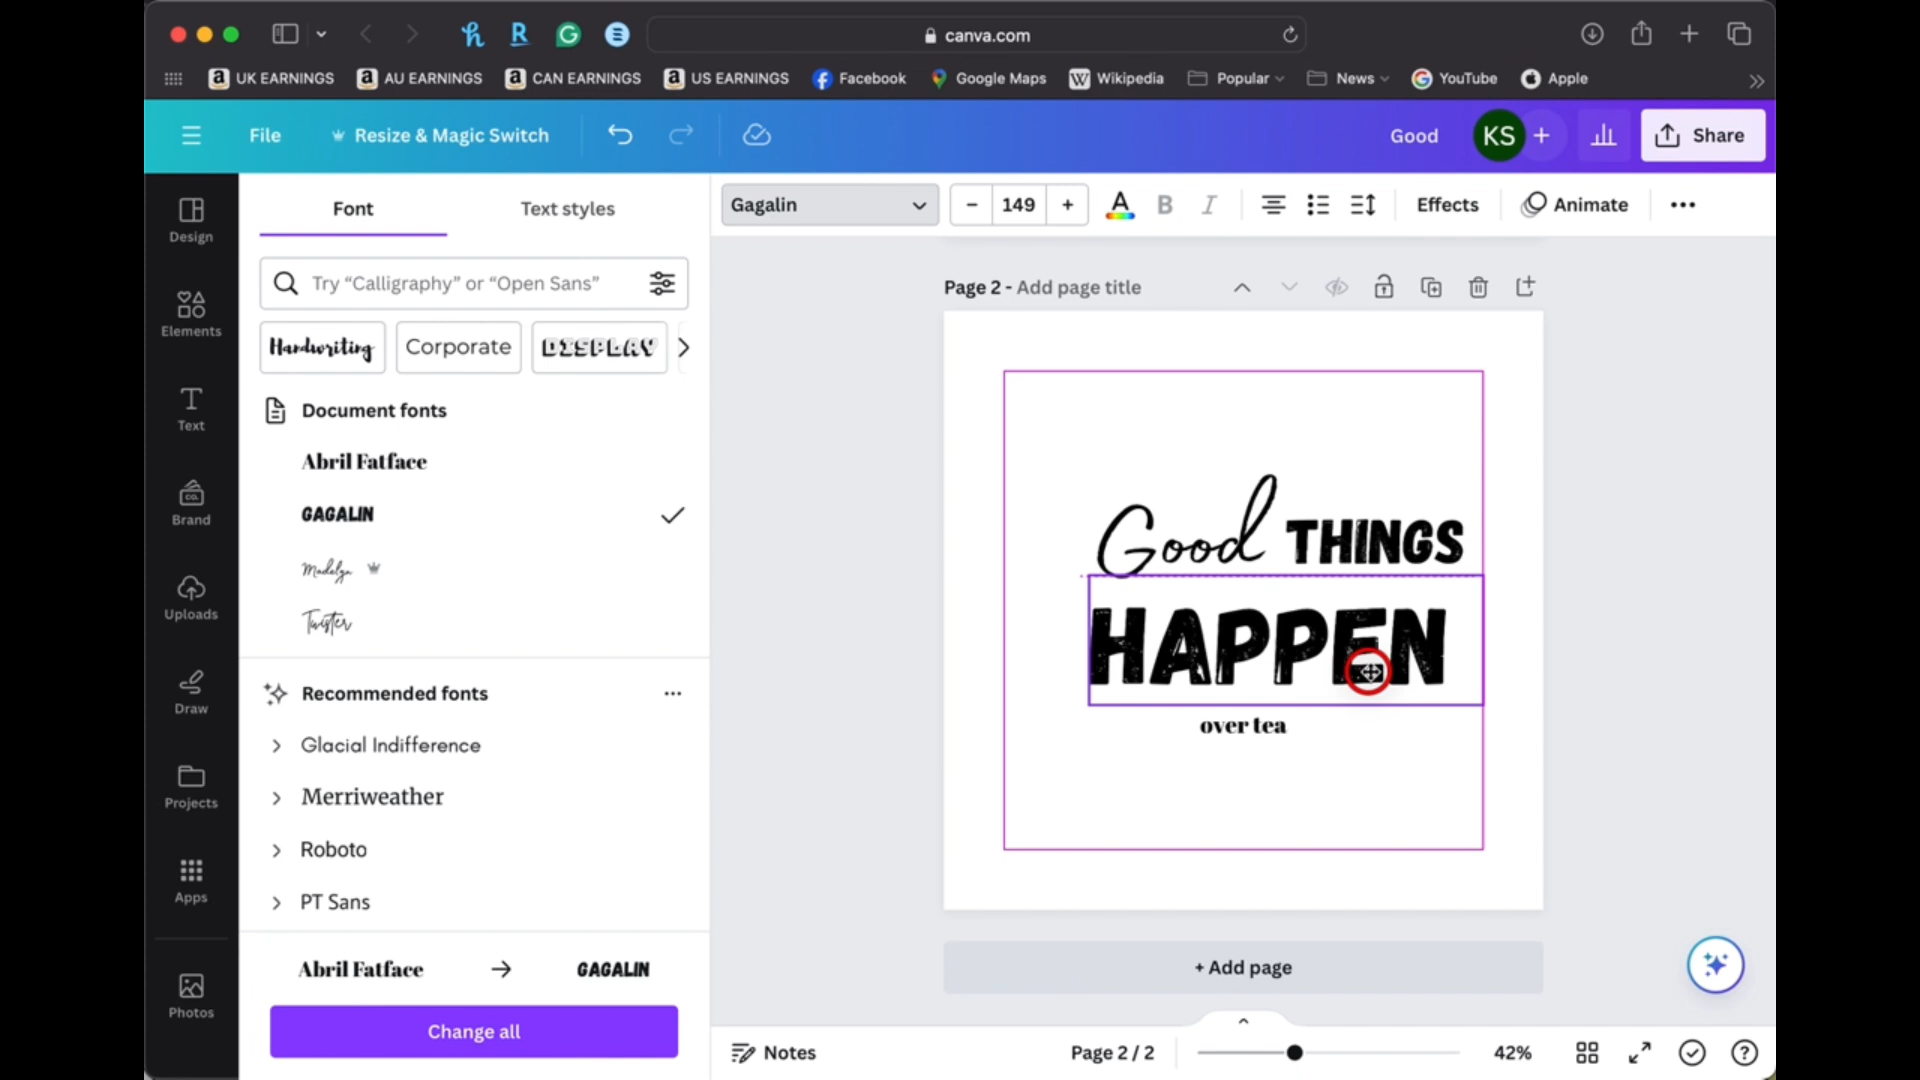 canva.com
UK EARNINGS AU EARNINGS CAN EARNINGS US EARNINGS Facebook Google Maps Wikipedia Popular News YouTube Apple
File Resize & Magic Switch Good KS + Share
Design
Elements
Text
Brand
Uploads
Draw
Projects
Apps
Photos
Font Text styles
Try “Calligraphy” or “Open Sans”
Handwriting Corporate DISPLAY
Document fonts
Abril Fatface
GAGALIN
Madelyn
Twister
Recommended fonts
Glacial Indifference
Merriweather
Roboto
PT Sans
Abril Fatface → GAGALIN
Change all
Gagalin − 149 + A B I Effects Animate
Page 2 - Add page title
Good THINGS
HAPPEN
over tea
+ Add page
Notes Page 2 / 2 42%